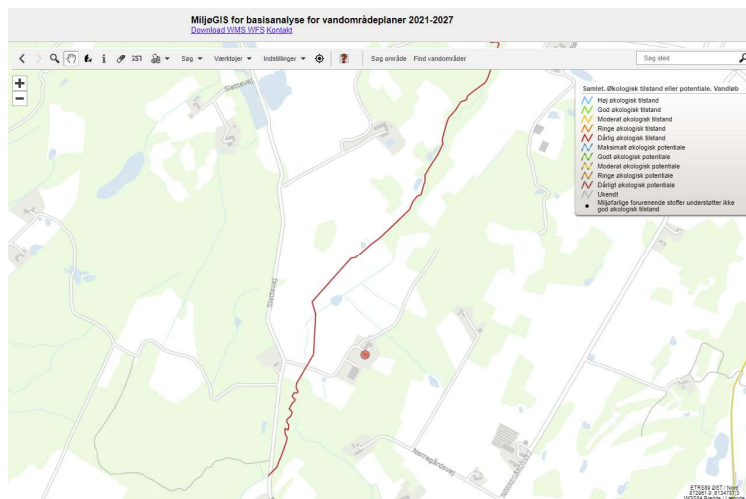 MiljøGIS for basisanalyse for vandområdeplaner 2021-2027
Download WMS WFS Kontakt
Søg Værktøjer Indstillinger Søg område Find vandområder Søg sted
Samlet. Økologisk tilstand eller potentiale. Vandløb
Høj økologisk tilstand
God økologisk tilstand
Moderat økologisk tilstand
Ringe økologisk tilstand
Dårlig økologisk tilstand
Maksimalt økologisk potentiale
Godt økologisk potentiale
Moderat økologisk potentiale
Ringe økologisk potentiale
Dårligt økologisk potentiale
Ukendt
Miljøfarlige forurenende stoffer understøtter ikke
god økologisk tilstand
Slettevej
Slettevej
Nørregårdsvej
ETRS89 ØST / Nord